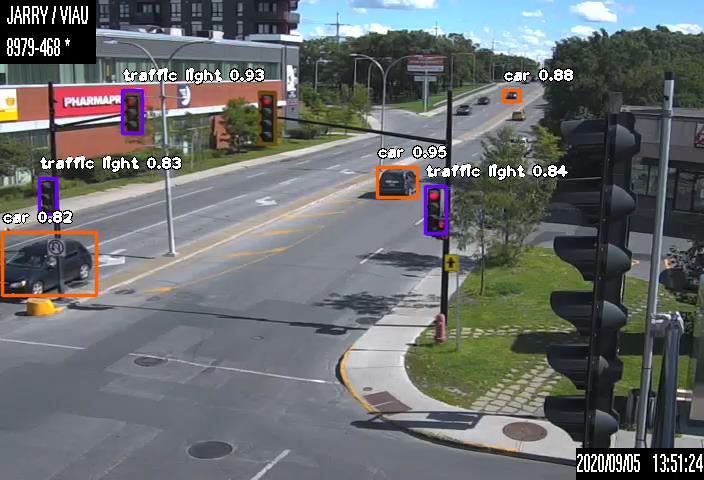 JARRY / VIAU
8979-468 *
traffic light 0.93
car 0.88
PHARMAPR
car 0.95
traffic light 0.83
traffic light 0.84
car 0.82
2020/09/05 13:51:24